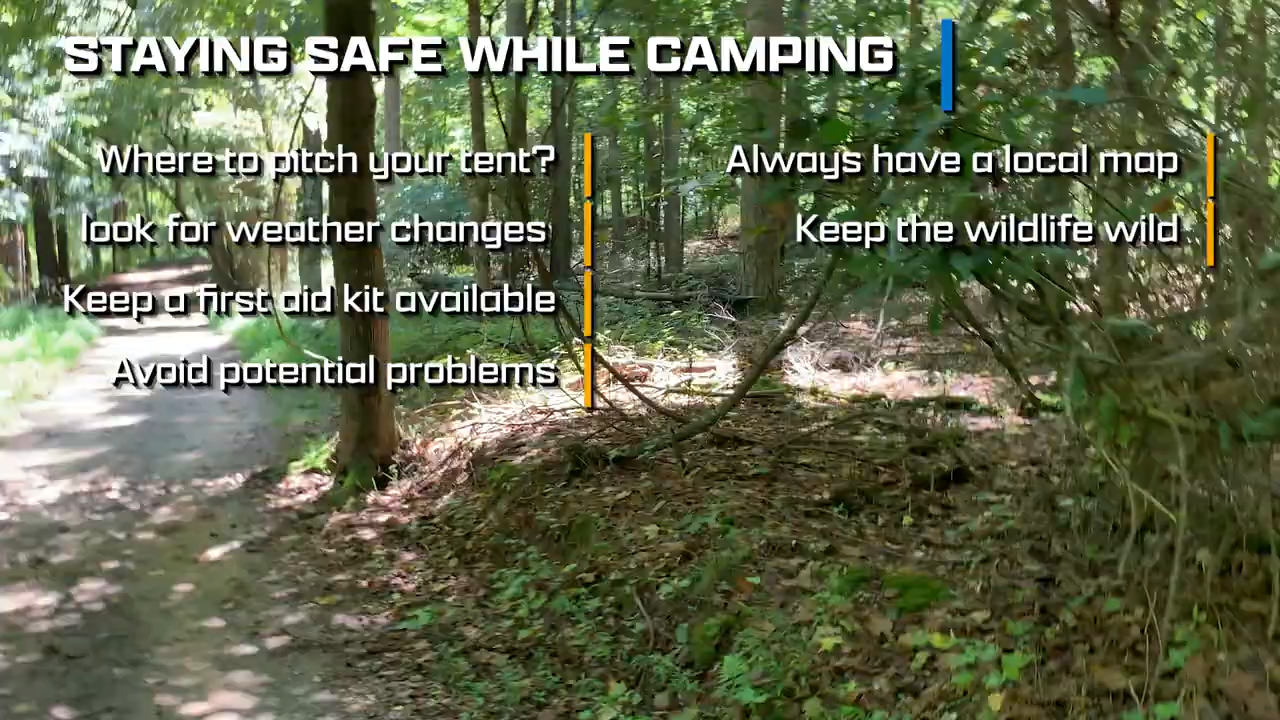 STAYING SAFE WHILE CAMPING
Where to pitch your tent?
look for weather changes
Keep a first aid kit available
Avoid potential problems
Always have a local map
Keep the wildlife wild